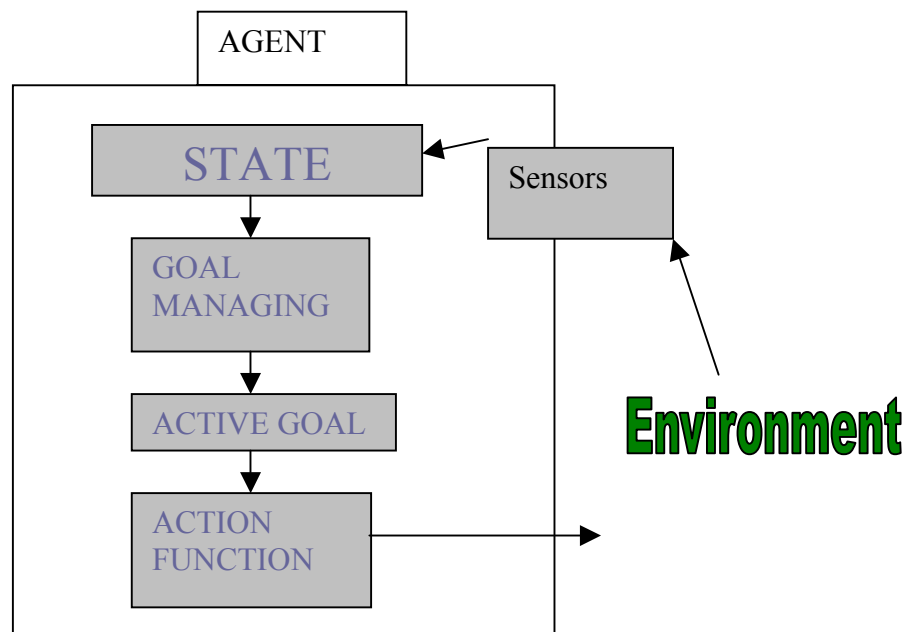 AGENT
STATE
Sensors
GOAL
MANAGING
ACTIVE GOAL
Environment
ACTION
FUNCTION